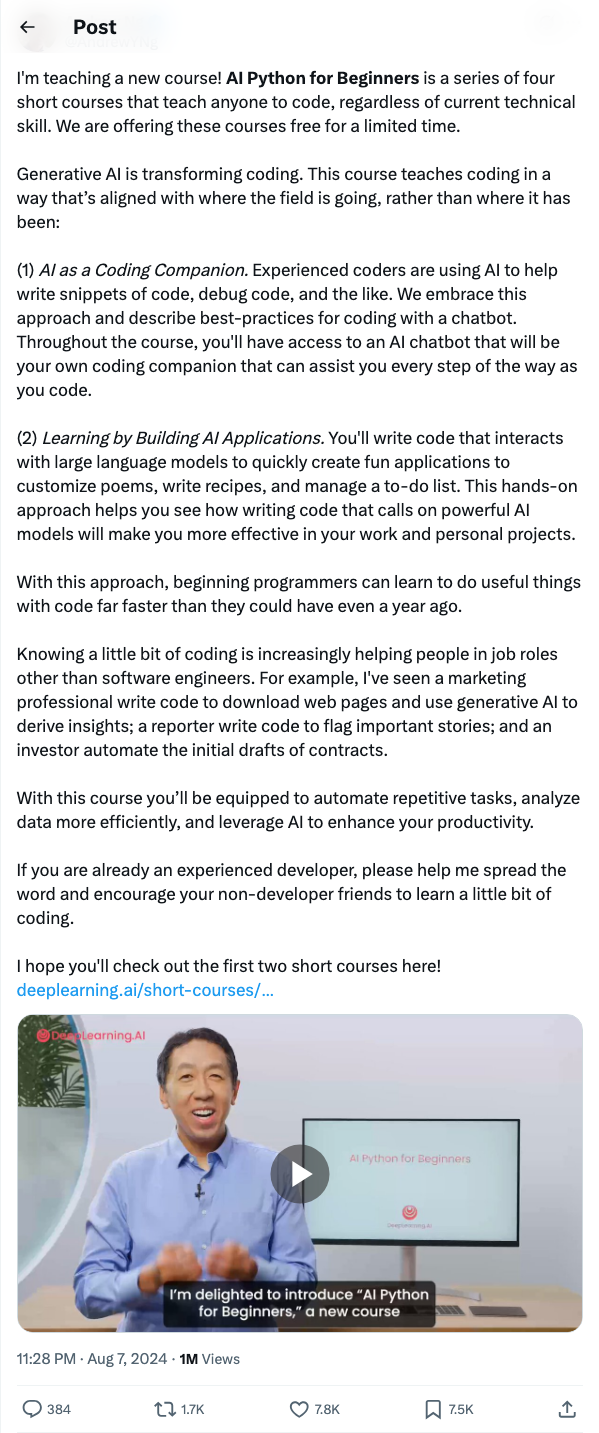 Post
I'm teaching a new course! AI Python for Beginners is a series of four
short courses that teach anyone to code, regardless of current technical
skill. We are offering these courses free for a limited time.
Generative AI is transforming coding. This course teaches coding in a
way that’s aligned with where the field is going, rather than where it has
been:
(1) AI as a Coding Companion. Experienced coders are using AI to help
write snippets of code, debug code, and the like. We embrace this
approach and describe best-practices for coding with a chatbot.
Throughout the course, you'll have access to an AI chatbot that will be
your own coding companion that can assist you every step of the way as
you code.
(2) Learning by Building AI Applications. You'll write code that interacts
with large language models to quickly create fun applications to
customize poems, write recipes, and manage a to-do list. This hands-on
approach helps you see how writing code that calls on powerful AI
models will make you more effective in your work and personal projects.
With this approach, beginning programmers can learn to do useful things
with code far faster than they could have even a year ago.
Knowing a little bit of coding is increasingly helping people in job roles
other than software engineers. For example, I've seen a marketing
professional write code to download web pages and use generative AI to
derive insights; a reporter write code to flag important stories; and an
investor automate the initial drafts of contracts.
With this course you’ll be equipped to automate repetitive tasks, analyze
data more efficiently, and leverage AI to enhance your productivity.
If you are already an experienced developer, please help me spread the
word and encourage your non-developer friends to learn a little bit of
coding.
I hope you'll check out the first two short courses here!
deeplearning.ai/short-courses/...
DeepLearning.AI
AI Python for Beginners
DeepLearning.AI
I’m delighted to introduce “AI Python
for Beginners,” a new course
11:28 PM · Aug 7, 2024 · 1M Views
384 1.7K 7.8K 7.5K